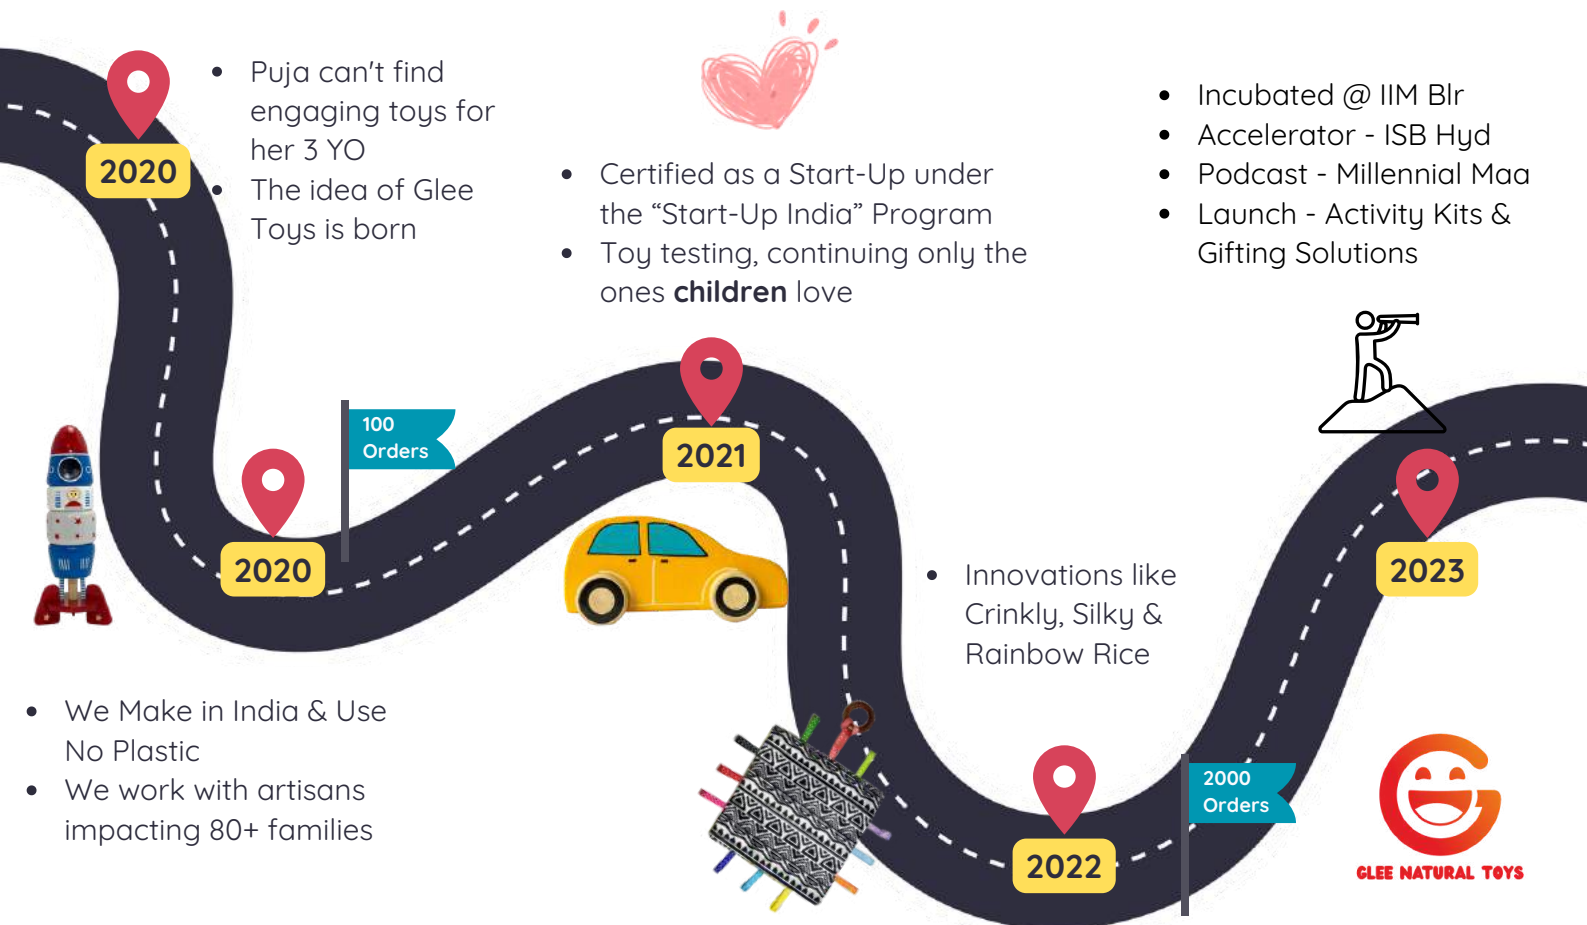 2020
• Puja can't find
engaging toys for
her 3 YO
• The idea of Glee
Toys is born
2020
• We Make in India & Use
No Plastic
• We work with artisans
impacting 80+ families
100
Orders
• Certified as a Start-Up under
the “Start-Up India” Program
• Toy testing, continuing only the
ones children love
2021
• Innovations like
Crinkly, Silky &
Rainbow Rice
2022
2000
Orders
• Incubated @ IIM Blr
• Accelerator - ISB Hyd
• Podcast - Millennial Maa
• Launch - Activity Kits &
Gifting Solutions
2023
GLEE NATURAL TOYS